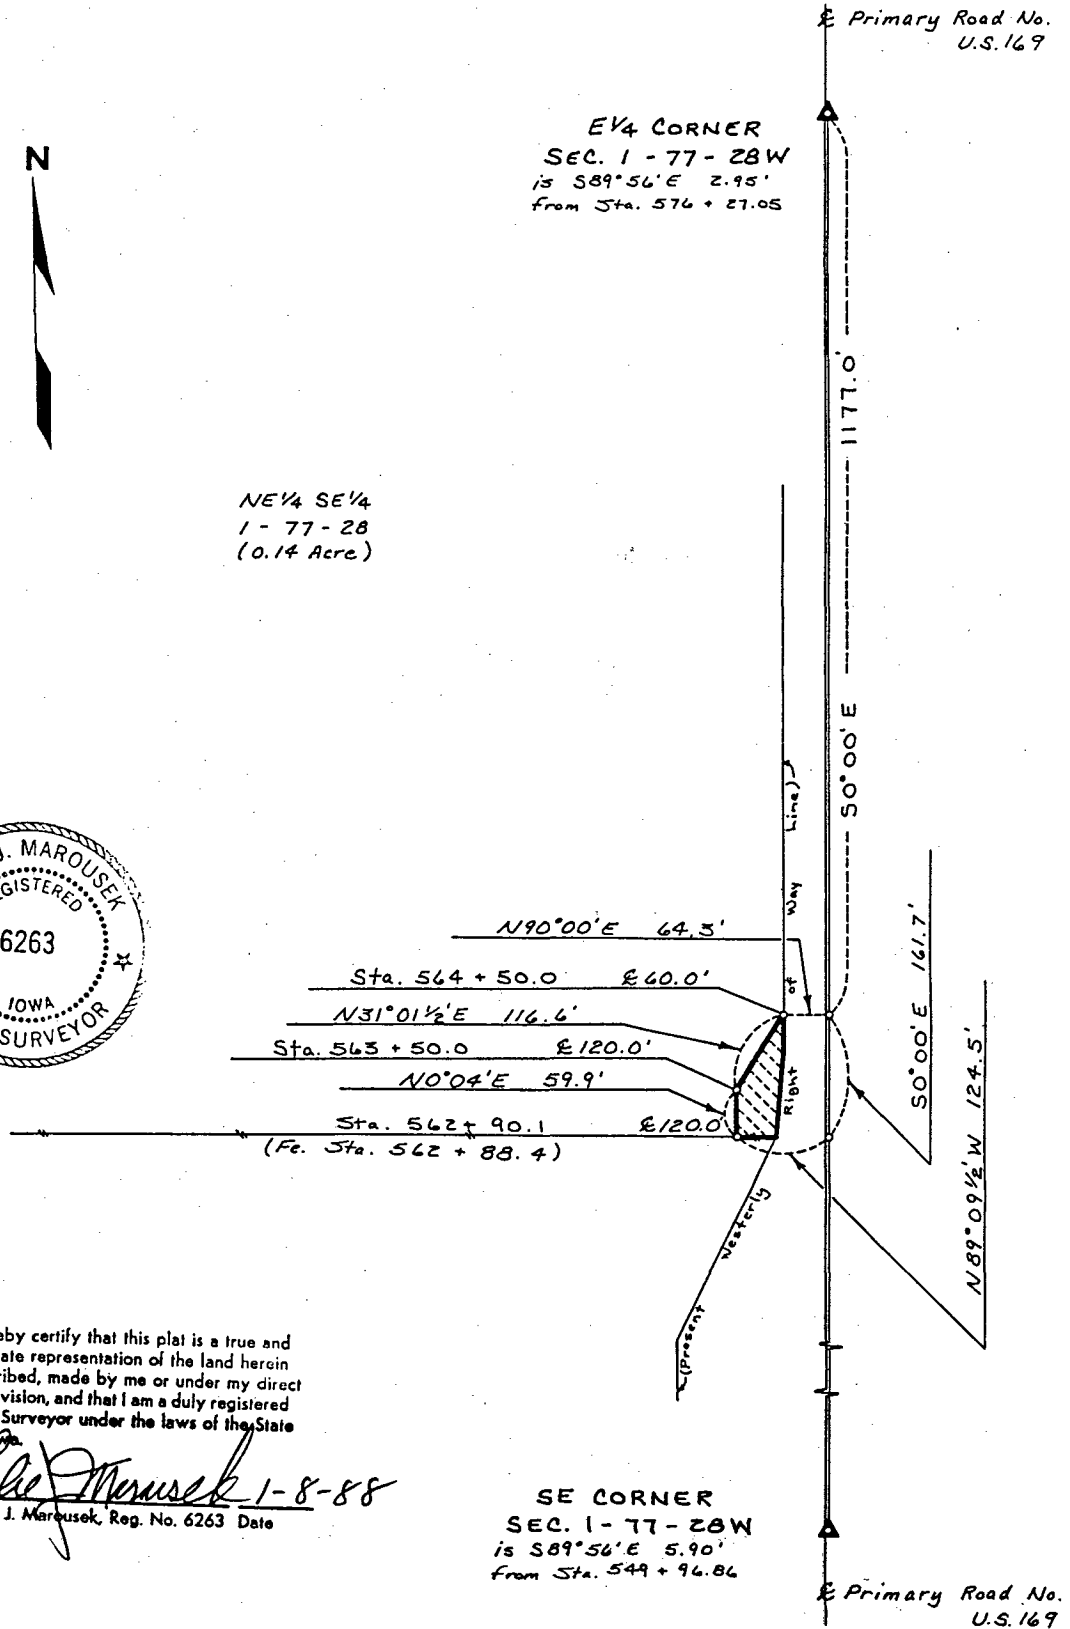 ℄ Primary Road No.
U.S. 169
E1/4 CORNER
SEC. 1 - 77 - 28W
is S89°56'E 2.95'
from Sta. 576 + 27.05
N
1177.0'
NE1/4 SE1/4
1 - 77 - 28
(0.14 Acre)
S0°00'E
J. MAROUSEK
REGISTERED
6263
IOWA
SURVEYOR
N90°00'E 64.3'
Sta. 564 + 50.0 ℄60.0'
N31°01½'E 116.6'
Sta. 563 + 50.0 ℄120.0'
N0°04'E 59.9'
Sta. 562 + 90.1 ℄120.0'
(Fe. Sta. 562 + 88.4)
S0°00'E 161.7'
N89°09½'W 124.5'
(Present Westerly Right of Way Line)
eby certify that this plat is a true and
ate representation of the land herein
ribed, made by me or under my direct
vision, and that I am a duly registered
Surveyor under the laws of the State
1-8-88
J. Marousek, Reg. No. 6263 Date
SE CORNER
SEC. 1 - 77 - 28W
is S89°56'E 5.90'
from Sta. 549 + 96.86
℄ Primary Road No.
U.S. 169